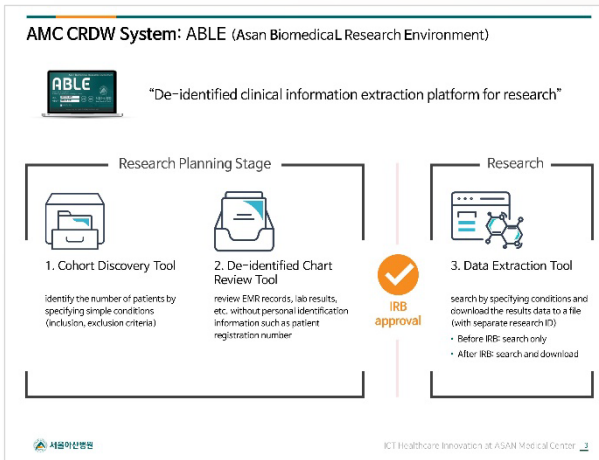 AMC CRDW System: ABLE (Asan BiomedicaL Research Environment)
ABLE
“De-identified clinical information extraction platform for research”
Research Planning Stage
1. Cohort Discovery Tool
identify the number of patients by
specifying simple conditions
(inclusion, exclusion criteria)
2. De-identified Chart
Review Tool
review EMR records, lab results,
etc. without personal identification
information such as patient
registration number
IRB
approval
Research
3. Data Extraction Tool
search by specifying conditions and
download the results data to a file
(with separate research ID)
• Before IRB: search only
• After IRB: search and download
서울아산병원
ICT Healthcare Innovation at ASAN Medical Center 3